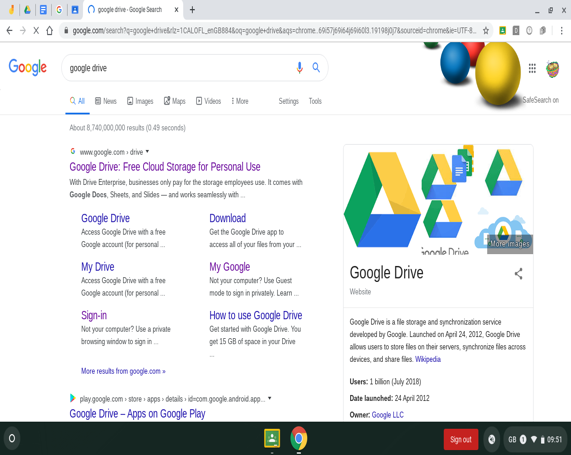 google drive - Google Search
google.com/search?q=google+drive&rlz=1CALOFL_enGB884&oq=google+drive&aqs=chrome..69i57j69i64j69i60l3.19198j0j7&sourceid=chrome&ie=UTF-8...
Google
google drive
SafeSearch on
All News Images Maps Videos More Settings Tools
About 8,740,000,000 results (0.49 seconds)
www.google.com › drive
Google Drive: Free Cloud Storage for Personal Use
With Drive Enterprise, businesses only pay for the storage employees use. It comes with
Google Docs, Sheets, and Slides — and works seamlessly with ...
Google Drive
Access Google Drive with a free
Google account (for personal ...
Download
Get the Google Drive app to
access all of your files from your ...
My Drive
Access Google Drive with a free
Google account (for personal ...
My Google
Not your computer? Use Guest
mode to sign in privately. Learn ...
Sign-in
Not your computer? Use a private
browsing window to sign in ...
How to use Google Drive
Get started with Google Drive. You
get 15 GB of space in your Drive
...
More results from google.com »
play.google.com › store › apps › details › id=com.google.android.app...
Google Drive – Apps on Google Play
Google Drive
More images
Google Drive
Website
Google Drive is a file storage and synchronization service
developed by Google. Launched on April 24, 2012, Google Drive
allows users to store files on their servers, synchronize files across
devices, and share files. Wikipedia
Users: 1 billion (July 2018)
Date launched: 24 April 2012
Owner: Google LLC
Sign out
GB 1 09:51